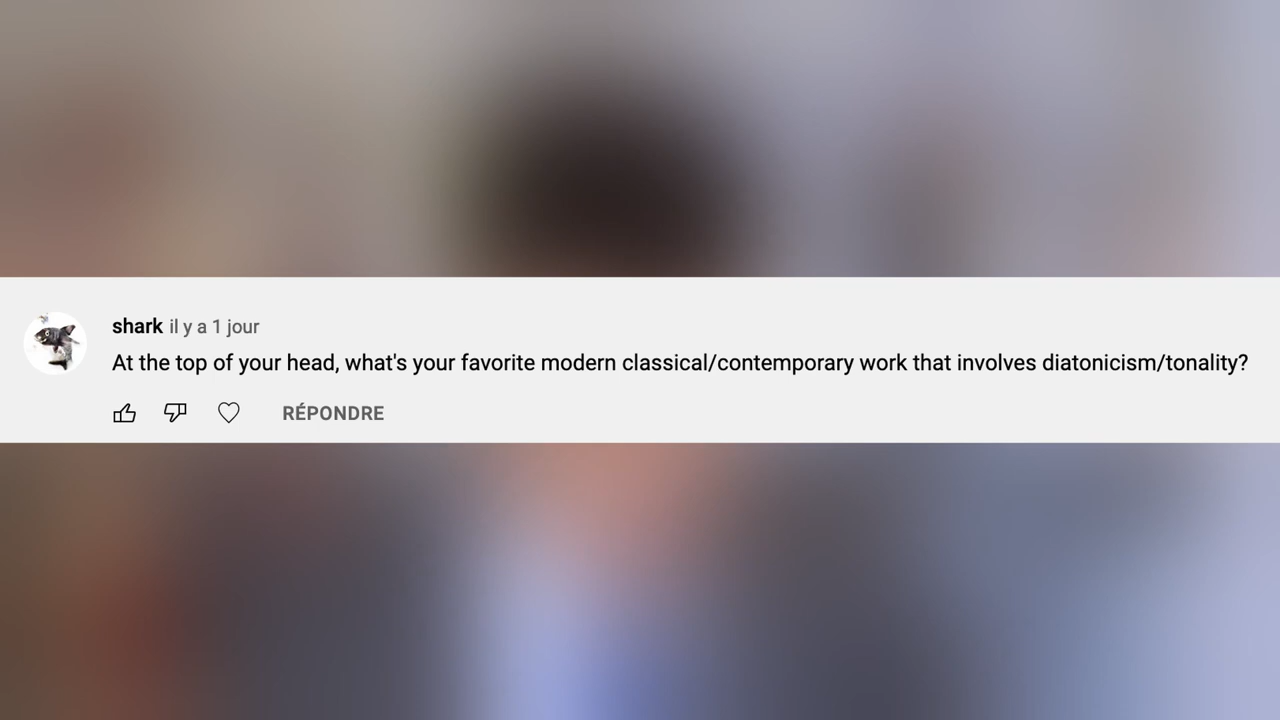 shark il y a 1 jour
At the top of your head, what's your favorite modern classical/contemporary work that involves diatonicism/tonality?
RÉPONDRE